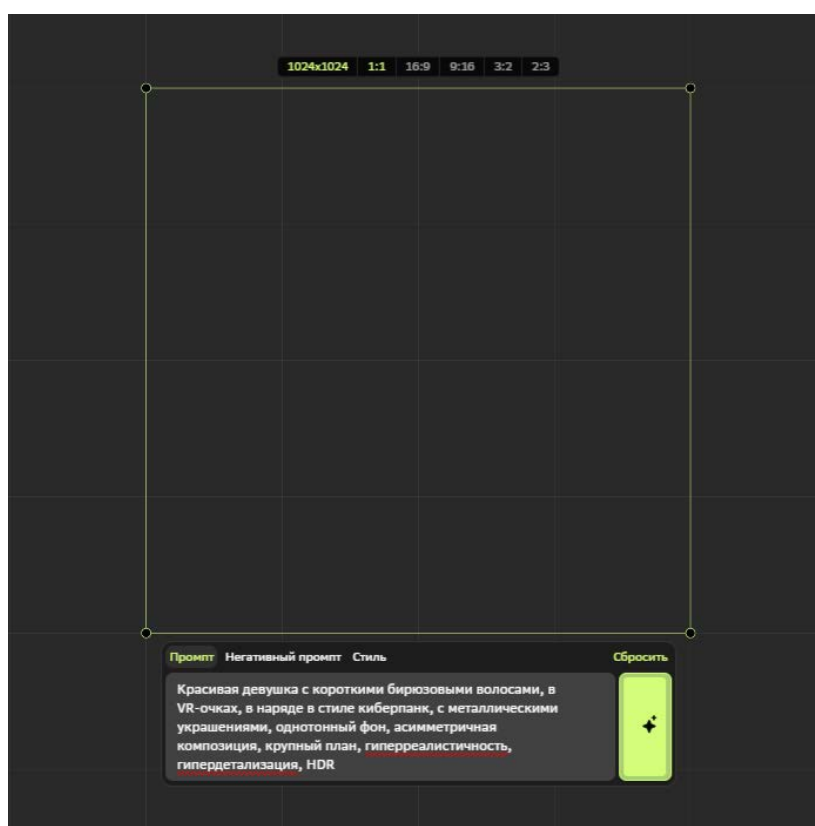 1024x1024 1:1 16:9 9:16 3:2 2:3
Промпт Негативный промпт Стиль Сбросить
Красивая девушка с короткими бирюзовыми волосами, в
VR-очках, в наряде в стиле киберпанк, с металлическими
украшениями, однотонный фон, асимметричная
композиция, крупный план, гиперреалистичность,
гипердетализация, HDR